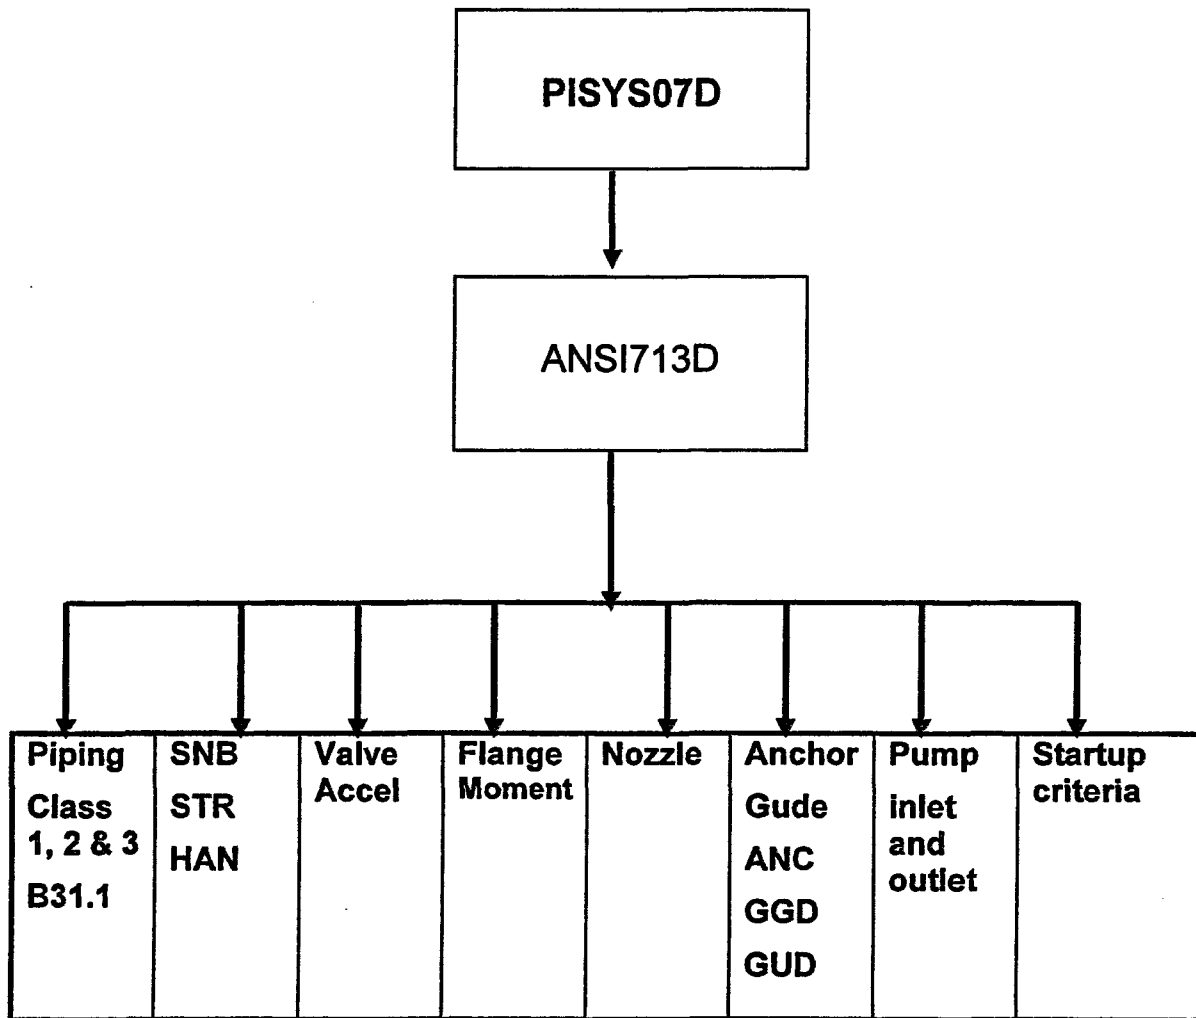 PISYS07D
ANSI713D
Piping
Class
1, 2 & 3
B31.1
SNB
STR
HAN
Valve
Accel
Flange
Moment
Nozzle
Anchor
Gude
ANC
GGD
GUD
Pump
inlet
and
outlet
Startup
criteria